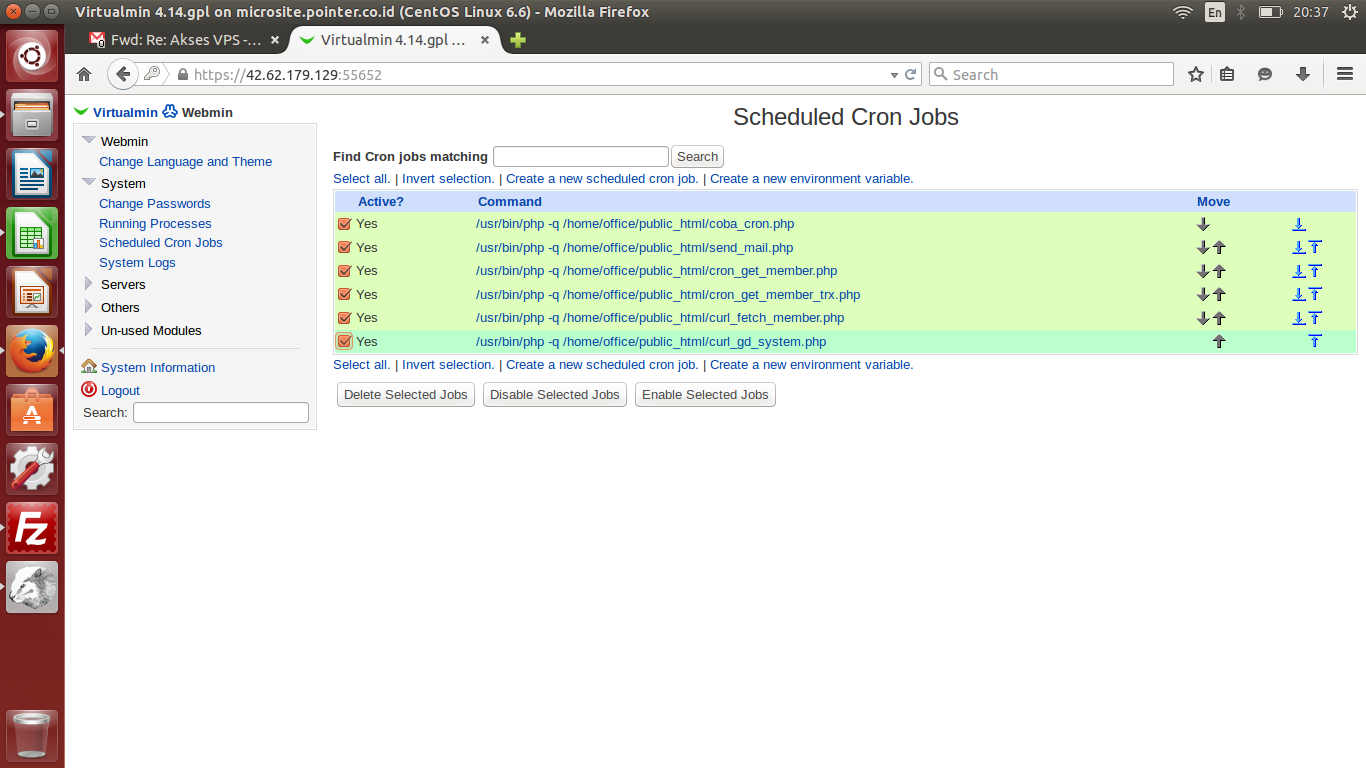 Virtualmin 4.14.gpl on microsite.pointer.co.id (CentOS Linux 6.6) - Mozilla Firefox
En
20:37
Fwd: Re: Akses VPS -...
Virtualmin 4.14.gpl ...
https://42.62.179.129:55652
Search
Virtualmin Webmin
Webmin
Change Language and Theme
System
Change Passwords
Running Processes
Scheduled Cron Jobs
System Logs
Servers
Others
Un-used Modules
System Information
Logout
Search:
Scheduled Cron Jobs
Find Cron jobs matching Search
Select all. | Invert selection. | Create a new scheduled cron job. | Create a new environment variable.
Active? Command Move
Yes /usr/bin/php -q /home/office/public_html/coba_cron.php
Yes /usr/bin/php -q /home/office/public_html/send_mail.php
Yes /usr/bin/php -q /home/office/public_html/cron_get_member.php
Yes /usr/bin/php -q /home/office/public_html/cron_get_member_trx.php
Yes /usr/bin/php -q /home/office/public_html/curl_fetch_member.php
Yes /usr/bin/php -q /home/office/public_html/curl_gd_system.php
Select all. | Invert selection. | Create a new scheduled cron job. | Create a new environment variable.
Delete Selected Jobs Disable Selected Jobs Enable Selected Jobs
A
Fz